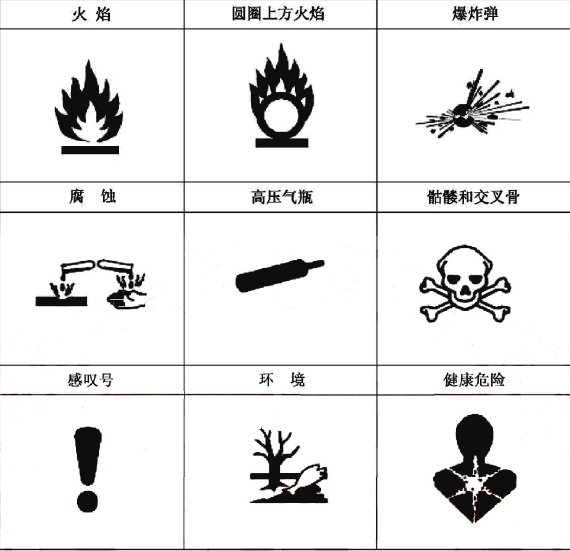 火 焰
圆圈上方火焰
爆炸弹
腐 蚀
高压气瓶
骷髅和交叉骨
感叹号
环 境
健康危险